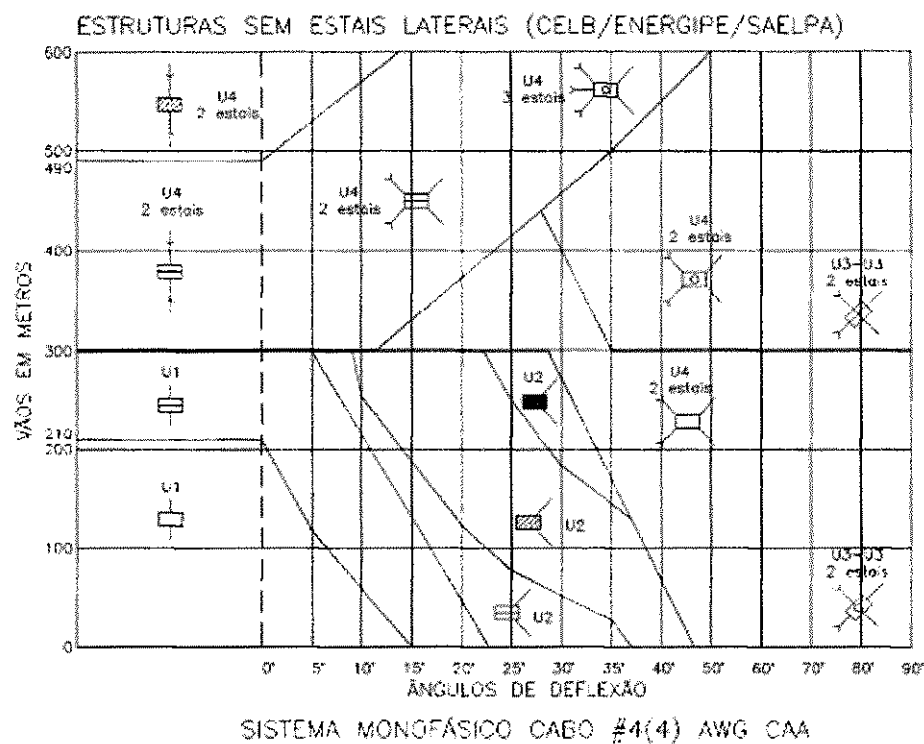 ESTRUTURAS SEM ESTAIS LATERAIS (CELB/ENERGIPE/SAELPA)
600
U4
2 estais
U4
3 estais
500
490
U4
2 estais
U4
2 estais
U4
2 estais
400
U3-U3
2 estais
300
U1
U2
U4
2 estais
210
200
U1
U2
100
U3-U3
2 estais
U2
0
VÃOS EM METROS
0° 5° 10° 15° 20° 25° 30° 35° 40° 50° 60° 70° 80° 90°
ÂNGULOS DE DEFLEXÃO
SISTEMA MONOFÁSICO CABO #4(4) AWG CAA